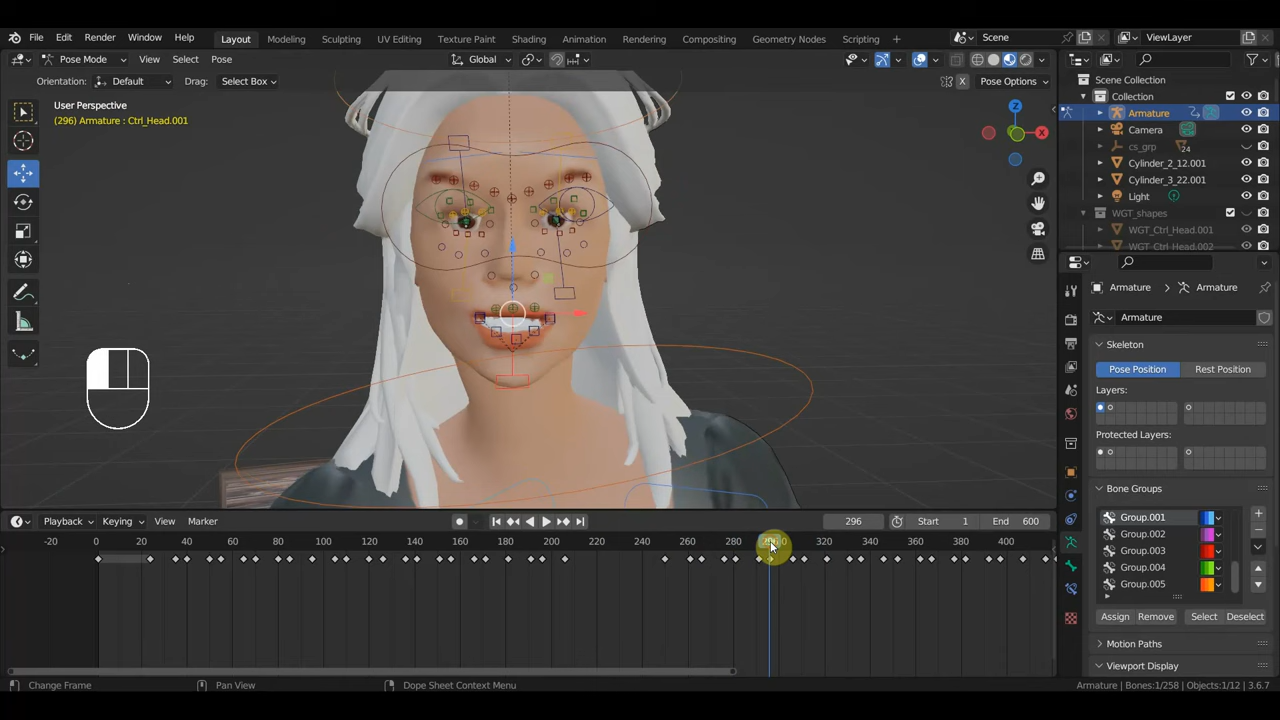 File Edit Render Window Help Layout Modeling Sculpting UV Editing Texture Paint Shading Animation Rendering Compositing Geometry Nodes Scripting + Scene ViewLayer
Pose Mode View Select Pose Global
Orientation: Default Drag: Select Box X Pose Options
User Perspective
(296) Armature : Ctrl_Head.001
Z
X
Scene Collection
Collection
Armature
Camera
cs_grp 24
Cylinder_2_12.001
Cylinder_3_22.001
Light
WGT_shapes
WGT_Ctrl_Head.001
WGT_Ctrl_Head.002
Armature Armature
Armature
Skeleton
Pose Position Rest Position
Layers:
Protected Layers:
Bone Groups
Group.001
Group.002
Group.003
Group.004
Group.005
Assign Remove Select Deselect
Motion Paths
Viewport Display
Playback Keying View Marker 296 Start 1 End 600
-20 0 20 40 60 80 100 120 140 160 180 200 220 240 260 280 320 340 360 380 400
Change Frame Pan View Dope Sheet Context Menu Armature | Bones:1/258 | Objects:1/12 | 3.6.7